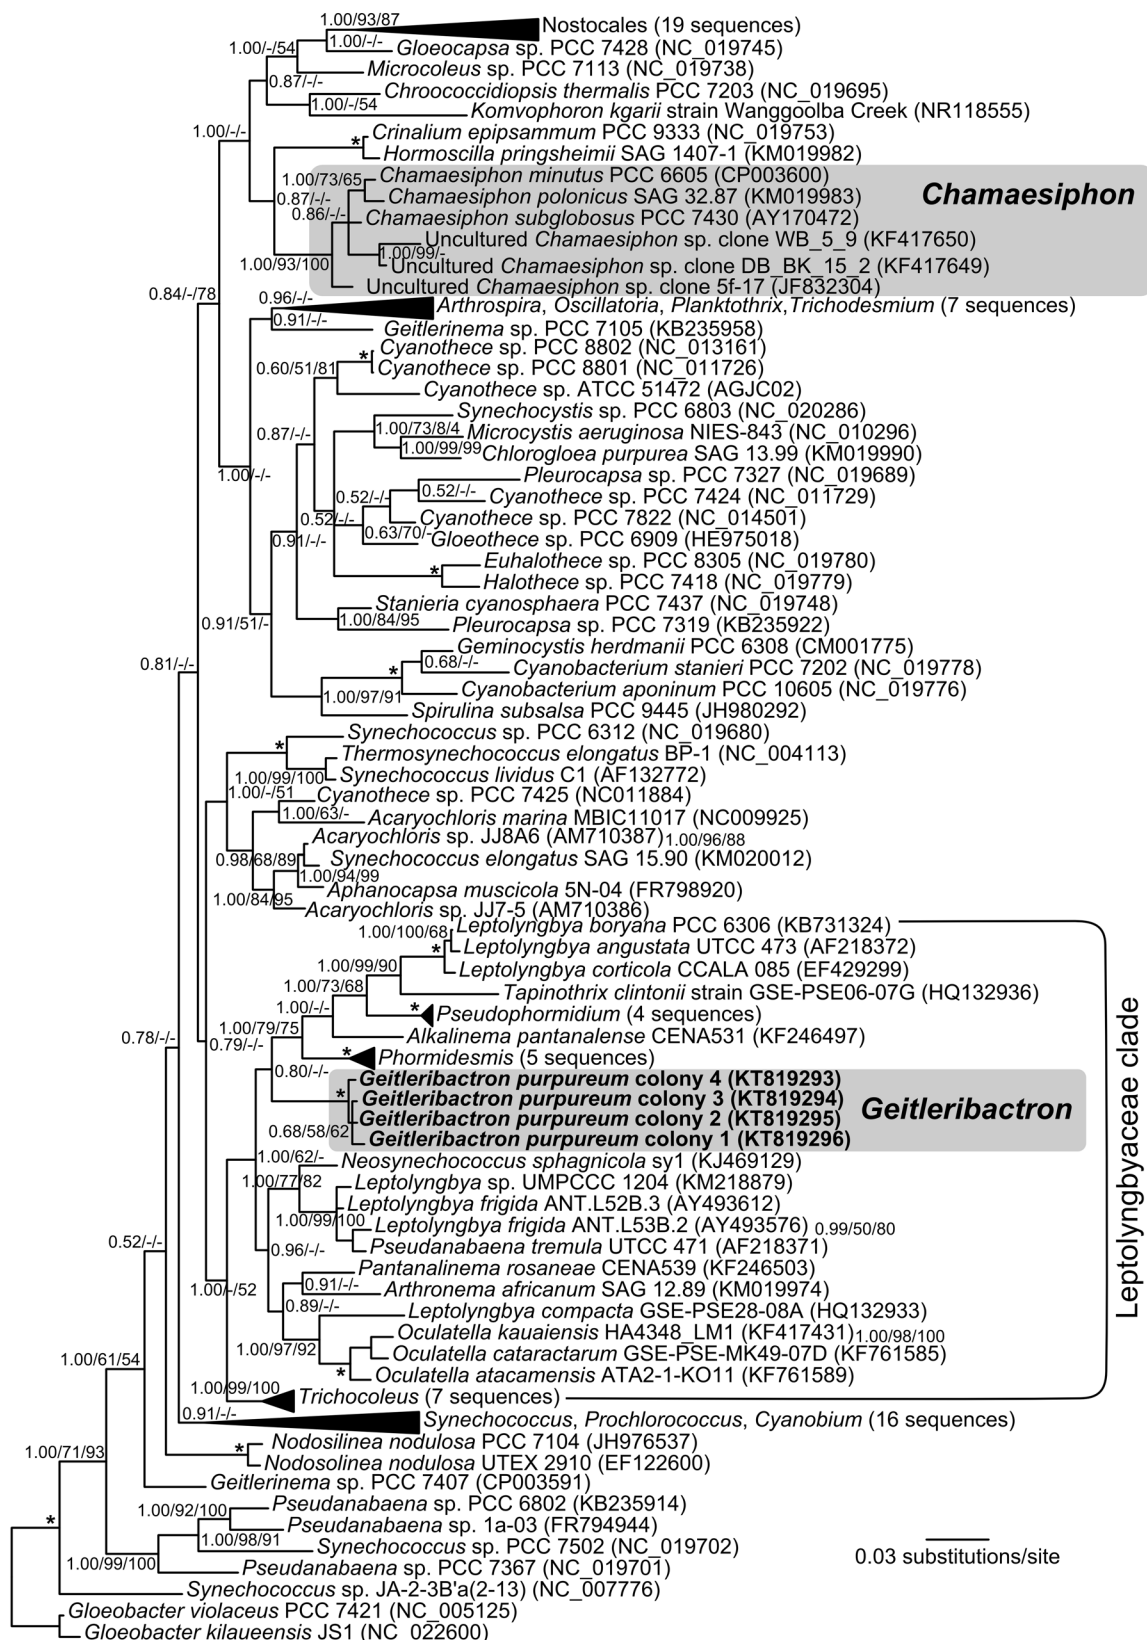 1.00/93/87
Nostocales (19 sequences)
1.00/-/-
Gloeocapsa sp. PCC 7428 (NC_019745)
1.00/-/54
Microcoleus sp. PCC 7113 (NC_019738)
0.87/-/-
Chroococcidiopsis thermalis PCC 7203 (NC_019695)
1.00/-/54
Komvophoron kgarii strain Wanggoolba Creek (NR118555)
1.00/-/-
* Crinalium epipsammum PCC 9333 (NC_019753)
Hormoscilla pringsheimii SAG 1407-1 (KM019982)
1.00/73/65
Chamaesiphon minutus PCC 6605 (CP003600)
0.87/-/-
Chamaesiphon polonicus SAG 32.87 (KM019983)
Chamaesiphon
0.86/-/-
Chamaesiphon subglobosus PCC 7430 (AY170472)
Uncultured Chamaesiphon sp. clone WB_5_9 (KF417650)
1.00/99/-
1.00/93/100
Uncultured Chamaesiphon sp. clone DB_BK_15_2 (KF417649)
Uncultured Chamaesiphon sp. clone 5f-17 (JF832304)
0.84/-/78
0.96/-/-
Arthrospira, Oscillatoria, Planktothrix,Trichodesmium (7 sequences)
0.91/-/-
Geitlerinema sp. PCC 7105 (KB235958)
* Cyanothece sp. PCC 8802 (NC_013161)
0.60/51/81
Cyanothece sp. PCC 8801 (NC_011726)
Cyanothece sp. ATCC 51472 (AGJC02)
Synechocystis sp. PCC 6803 (NC_020286)
0.87/-/-
1.00/73/8/4
Microcystis aeruginosa NIES-843 (NC_010296)
1.00/99/99
Chlorogloea purpurea SAG 13.99 (KM019990)
1.00/-/-
Pleurocapsa sp. PCC 7327 (NC_019689)
0.52/-/-
0.52/-/-
Cyanothece sp. PCC 7424 (NC_011729)
0.52/-/-
Cyanothece sp. PCC 7822 (NC_014501)
0.91/-/-
0.63/70/-
Gloeothece sp. PCC 6909 (HE975018)
Euhalothece sp. PCC 8305 (NC_019780)
*
Halothece sp. PCC 7418 (NC_019779)
Stanieria cyanosphaera PCC 7437 (NC_019748)
0.91/51/-
1.00/84/95
Pleurocapsa sp. PCC 7319 (KB235922)
Geminocystis herdmanii PCC 6308 (CM001775)
0.81/-/-
0.68/-/-
* Cyanobacterium stanieri PCC 7202 (NC_019778)
Cyanobacterium aponinum PCC 10605 (NC_019776)
1.00/97/91
Spirulina subsalsa PCC 9445 (JH980292)
Synechococcus sp. PCC 6312 (NC_019680)
*
Thermosynechococcus elongatus BP-1 (NC_004113)
1.00/99/100
Synechococcus lividus C1 (AF132772)
1.00/-/51
Cyanothece sp. PCC 7425 (NC011884)
1.00/63/-
Acaryochloris marina MBIC11017 (NC009925)
Acaryochloris sp. JJ8A6 (AM710387)1.00/96/88
0.98/68/89
Synechococcus elongatus SAG 15.90 (KM020012)
1.00/94/99
Aphanocapsa muscicola 5N-04 (FR798920)
1.00/84/95
Acaryochloris sp. JJ7-5 (AM710386)
1.00/100/68
Leptolyngbya boryana PCC 6306 (KB731324)
* Leptolyngbya angustata UTCC 473 (AF218372)
1.00/99/90
Leptolyngbya corticola CCALA 085 (EF429299)
1.00/73/68
Tapinothrix clintonii strain GSE-PSE06-07G (HQ132936)
1.00/-/-
* Pseudophormidium (4 sequences)
1.00/79/75
Alkalinema pantanalense CENA531 (KF246497)
0.78/-/-
0.79/-/-
* Phormidesmis (5 sequences)
0.80/-/-
Geitleribactron purpureum colony 4 (KT819293)
* Geitleribactron purpureum colony 3 (KT819294)
Geitleribactron
Geitleribactron purpureum colony 2 (KT819295)
0.68/58/62
Geitleribactron purpureum colony 1 (KT819296)
Leptolyngbyaceae clade
1.00/62/-
Neosynechococcus sphagnicola sy1 (KJ469129)
1.00/77/82
Leptolyngbya sp. UMPCCC 1204 (KM218879)
Leptolyngbya frigida ANT.L52B.3 (AY493612)
1.00/99/100
Leptolyngbya frigida ANT.L53B.2 (AY493576) 0.99/50/80
0.52/-/-
0.96/-/-
Pseudanabaena tremula UTCC 471 (AF218371)
Pantanalinema rosaneae CENA539 (KF246503)
1.00/-/52
0.91/-/-
Arthronema africanum SAG 12.89 (KM019974)
0.89/-/-
Leptolyngbya compacta GSE-PSE28-08A (HQ132933)
Oculatella kauaiensis HA4348_LM1 (KF417431)1.00/98/100
1.00/97/92
Oculatella cataractarum GSE-PSE-MK49-07D (KF761585)
1.00/61/54
* Oculatella atacamensis ATA2-1-KO11 (KF761589)
1.00/99/100
Trichocoleus (7 sequences)
0.91/-/-
Synechococcus, Prochlorococcus, Cyanobium (16 sequences)
* Nodosilinea nodulosa PCC 7104 (JH976537)
1.00/71/93
Nodosolinea nodulosa UTEX 2910 (EF122600)
Geitlerinema sp. PCC 7407 (CP003591)
1.00/92/100
Pseudanabaena sp. PCC 6802 (KB235914)
*
Pseudanabaena sp. 1a-03 (FR794944)
1.00/98/91
Synechococcus sp. PCC 7502 (NC_019702)
0.03 substitutions/site
1.00/99/100
Pseudanabaena sp. PCC 7367 (NC_019701)
Synechococcus sp. JA-2-3B'a(2-13) (NC_007776)
Gloeobacter violaceus PCC 7421 (NC_005125)
Gloeobacter kilaueensis JS1 (NC_022600)